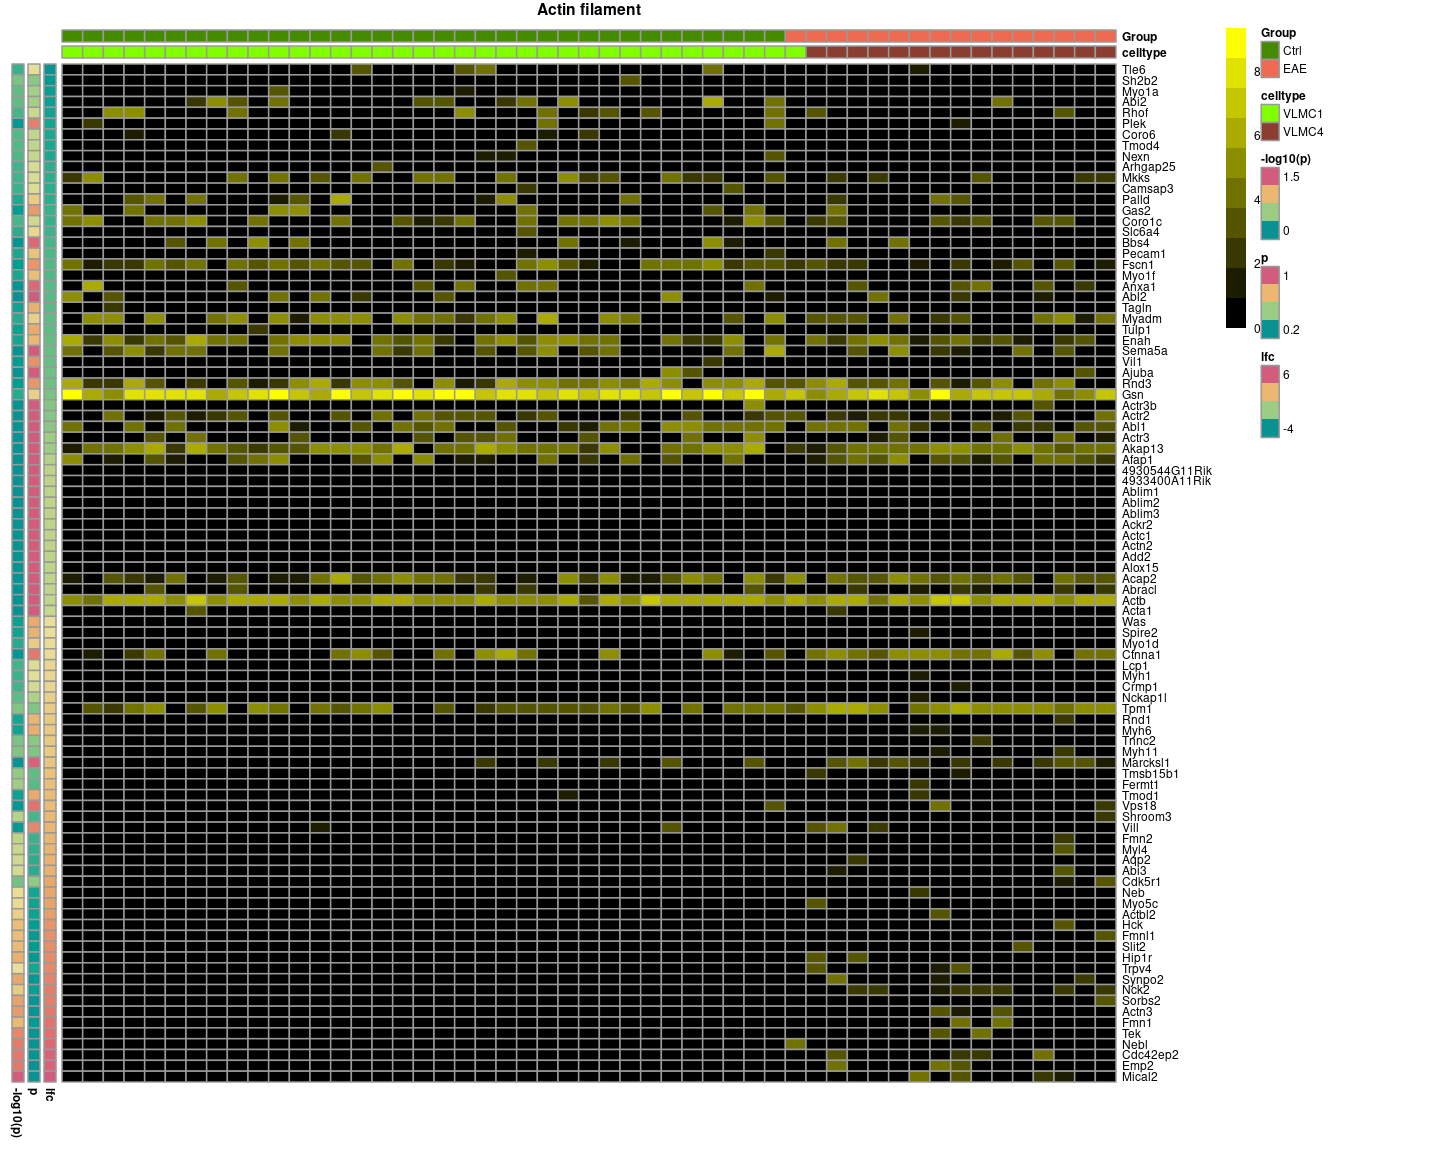 Actin filament
Group
celltype
Tle6
Sh2b2
Myo1a
Abi2
Rhof
Plek
Coro6
Tmod4
Nexn
Arhgap25
Mkks
Camsap3
Palld
Gas2
Coro1c
Slc6a4
Bbs4
Pecam1
Fscn1
Myo1f
Anxa1
Abl2
Tagln
Myadm
Tulp1
Enah
Sema5a
Vil1
Ajuba
Rnd3
Gsn
Actr3b
Actr2
Abl1
Actr3
Akap13
Afap1
4930544G11Rik
4933400A11Rik
Ablim1
Ablim2
Ablim3
Ackr2
Actc1
Actn2
Add2
Alox15
Acap2
Abracl
Actb
Acta1
Was
Spire2
Myo1d
Ctnna1
Lcp1
Myh1
Crmp1
Nckap1l
Tpm1
Rnd1
Myh6
Tnnc2
Myh11
Marcksl1
Tmsb15b1
Fermt1
Tmod1
Vps18
Shroom3
Vill
Fmn2
Myl4
Aqp2
Abi3
Cdk5r1
Neb
Myo5c
Actbl2
Hck
Fmnl1
Slit2
Hip1r
Trpv4
Synpo2
Nck2
Sorbs2
Actn3
Fmn1
Tek
Nebl
Cdc42ep2
Emp2
Mical2
-log10(p)
p
lfc
8
6
4
2
0
Group
Ctrl
EAE
celltype
VLMC1
VLMC4
-log10(p)
1.5
0
p
1
0.2
lfc
6
-4